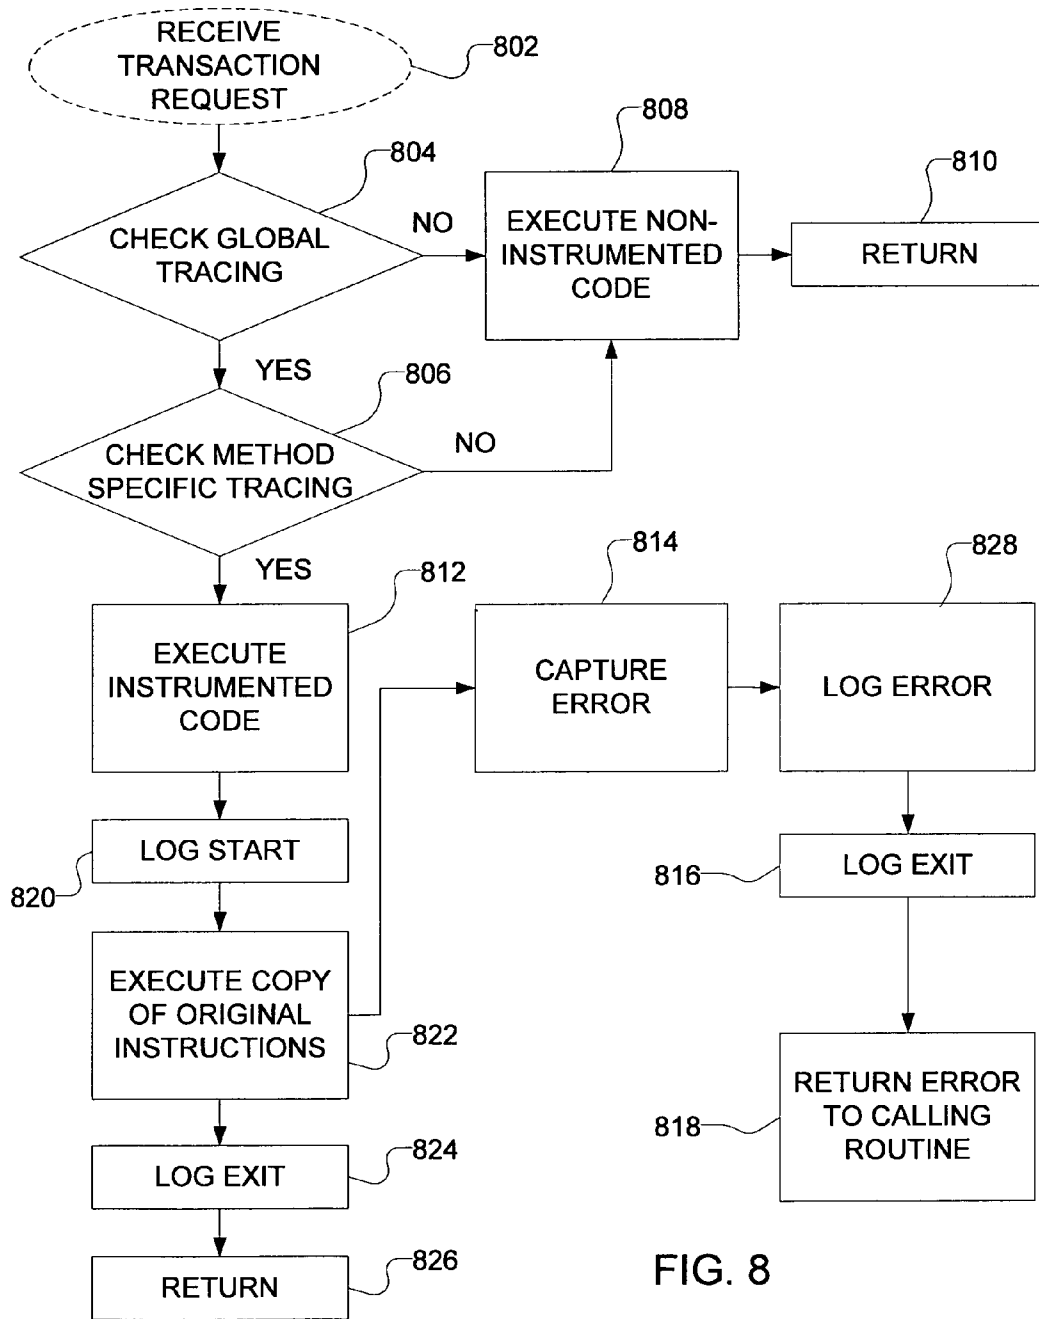 RECEIVE
TRANSACTION
REQUEST
802
804
CHECK GLOBAL
TRACING
NO
808
EXECUTE NON-
INSTRUMENTED
CODE
810
RETURN
YES
806
CHECK METHOD
SPECIFIC TRACING
NO
YES
812
EXECUTE
INSTRUMENTED
CODE
814
CAPTURE
ERROR
828
LOG ERROR
LOG START
820
816
LOG EXIT
EXECUTE COPY
OF ORIGINAL
INSTRUCTIONS
822
818
RETURN ERROR
TO CALLING
ROUTINE
LOG EXIT
824
RETURN
826
FIG. 8